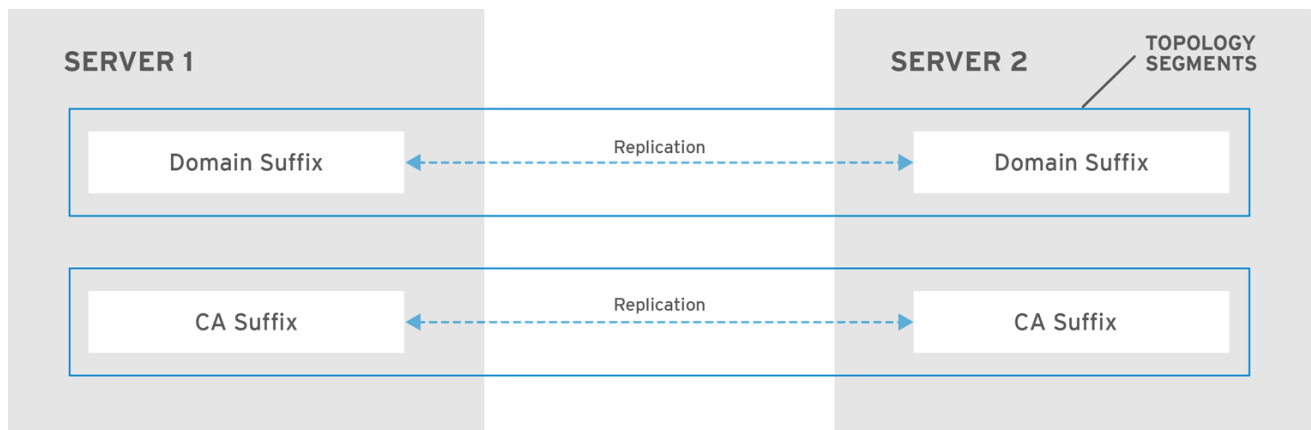 SERVER 1
SERVER 2
TOPOLOGY
SEGMENTS
Domain Suffix
Replication
Domain Suffix
CA Suffix
Replication
CA Suffix